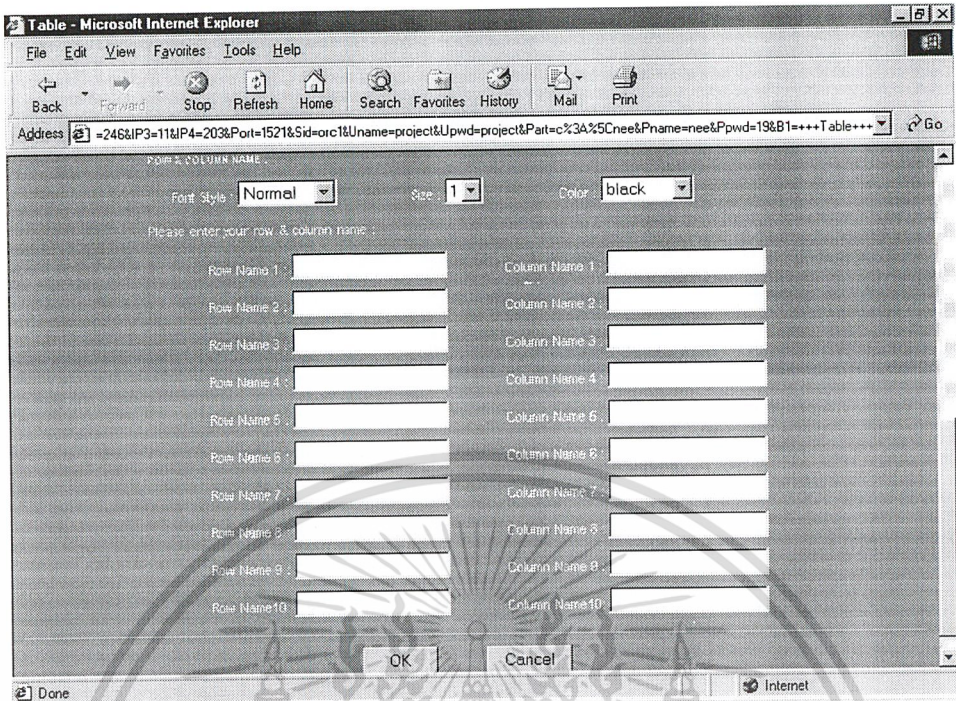 Table - Microsoft Internet Explorer
File Edit View Favorites Tools Help
Back Forward Stop Refresh Home Search Favorites History Mail Print
Address =246&IP3=11&IP4=203&Port=1521&Sid=orc1&Uname=project&Upwd=project&Part=c%3A%5Cnee&Pname=nee&Ppwd=19&B1=+++Table+++ Go
ROW & COLUMN NAME :
Font Style : Normal Size : 1 Color : black
Please enter your row & column name :
Row Name 1 : Column Name 1 :
Row Name 2 : Column Name 2 :
Row Name 3 : Column Name 3 :
Row Name 4 : Column Name 4 :
Row Name 5 : Column Name 5 :
Row Name 6 : Column Name 6 :
Row Name 7 : Column Name 7 :
Row Name 8 : Column Name 8 :
Row Name 9 : Column Name 9 :
Row Name10 : Column Name10 :
OK Cancel
Done Internet